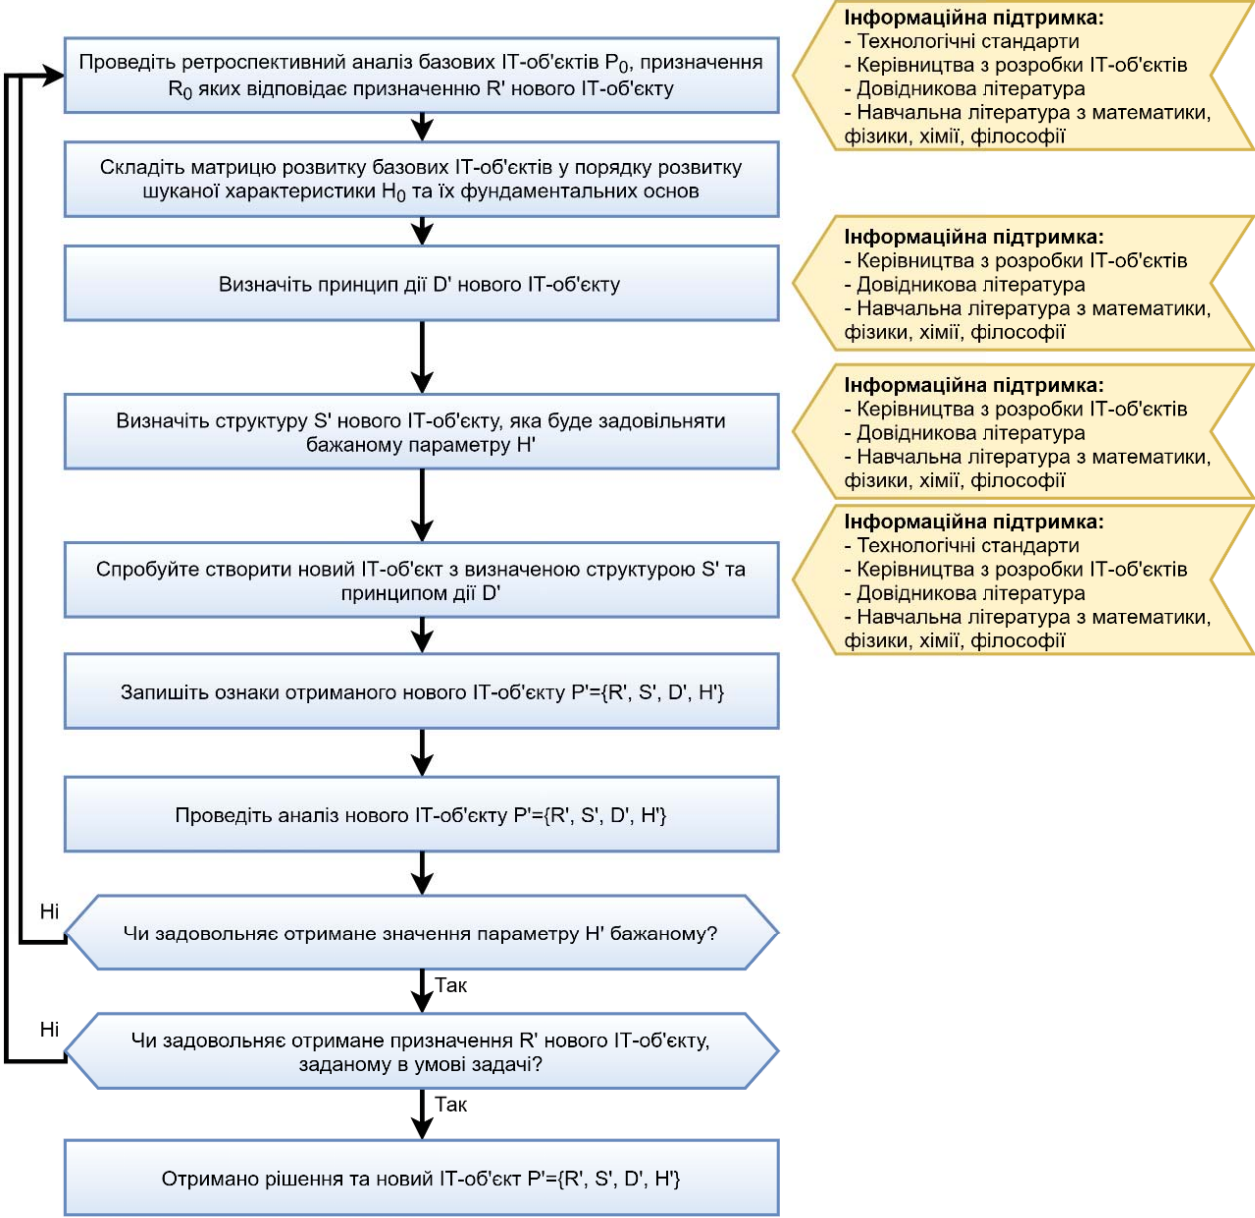 Проведіть ретроспективний аналіз базових ІТ-об'єктів P₀, призначення
R₀ яких відповідає призначенню R' нового ІТ-об'єкту
Інформаційна підтримка:
- Технологічні стандарти
- Керівництва з розробки ІТ-об'єктів
- Довідникова література
- Навчальна література з математики,
фізики, хімії, філософії
Складіть матрицю розвитку базових ІТ-об'єктів у порядку розвитку
шуканої характеристики H₀ та їх фундаментальних основ
Визначіть принцип дії D' нового ІТ-об'єкту
Інформаційна підтримка:
- Керівництва з розробки ІТ-об'єктів
- Довідникова література
- Навчальна література з математики,
фізики, хімії, філософії
Визначіть структуру S' нового ІТ-об'єкту, яка буде задовільняти
бажаному параметру H'
Інформаційна підтримка:
- Керівництва з розробки ІТ-об'єктів
- Довідникова література
- Навчальна література з математики,
фізики, хімії, філософії
Спробуйте створити новий ІТ-об'єкт з визначеною структурою S' та
принципом дії D'
Інформаційна підтримка:
- Технологічні стандарти
- Керівництва з розробки ІТ-об'єктів
- Довідникова література
- Навчальна література з математики,
фізики, хімії, філософії
Запишіть ознаки отриманого нового ІТ-об'єкту P'={R', S', D', H'}
Проведіть аналіз нового ІТ-об'єкту P'={R', S', D', H'}
Ні
Чи задовольняє отримане значення параметру H' бажаному?
Так
Ні
Чи задовольняє отримане призначення R' нового ІТ-об'єкту,
заданому в умові задачі?
Так
Отримано рішення та новий ІТ-об'єкт P'={R', S', D', H'}